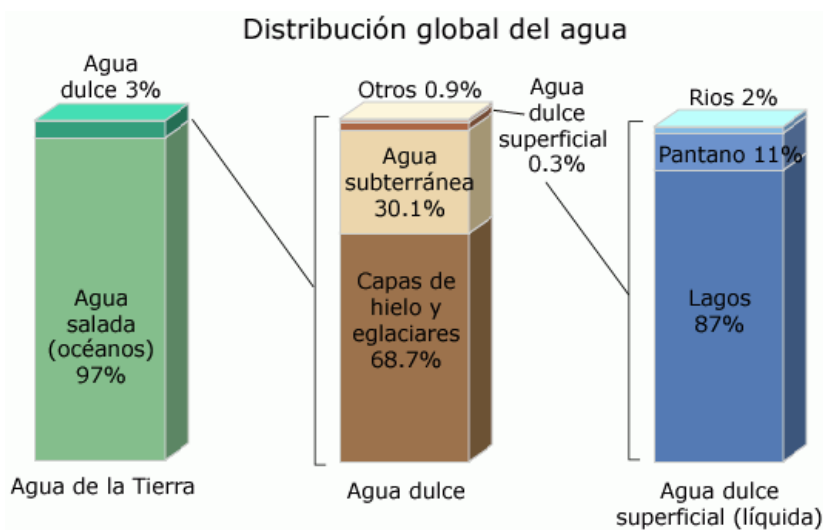 Distribución global del agua
Agua
dulce 3%
Agua
salada
(océanos)
97%
Agua de la Tierra
Otros 0.9%
Agua
dulce
superficial
0.3%
Agua
subterránea
30.1%
Capas de
hielo y
eglaciares
68.7%
Agua dulce
Rios 2%
Pantano 11%
Lagos
87%
Agua dulce
superficial (líquida)